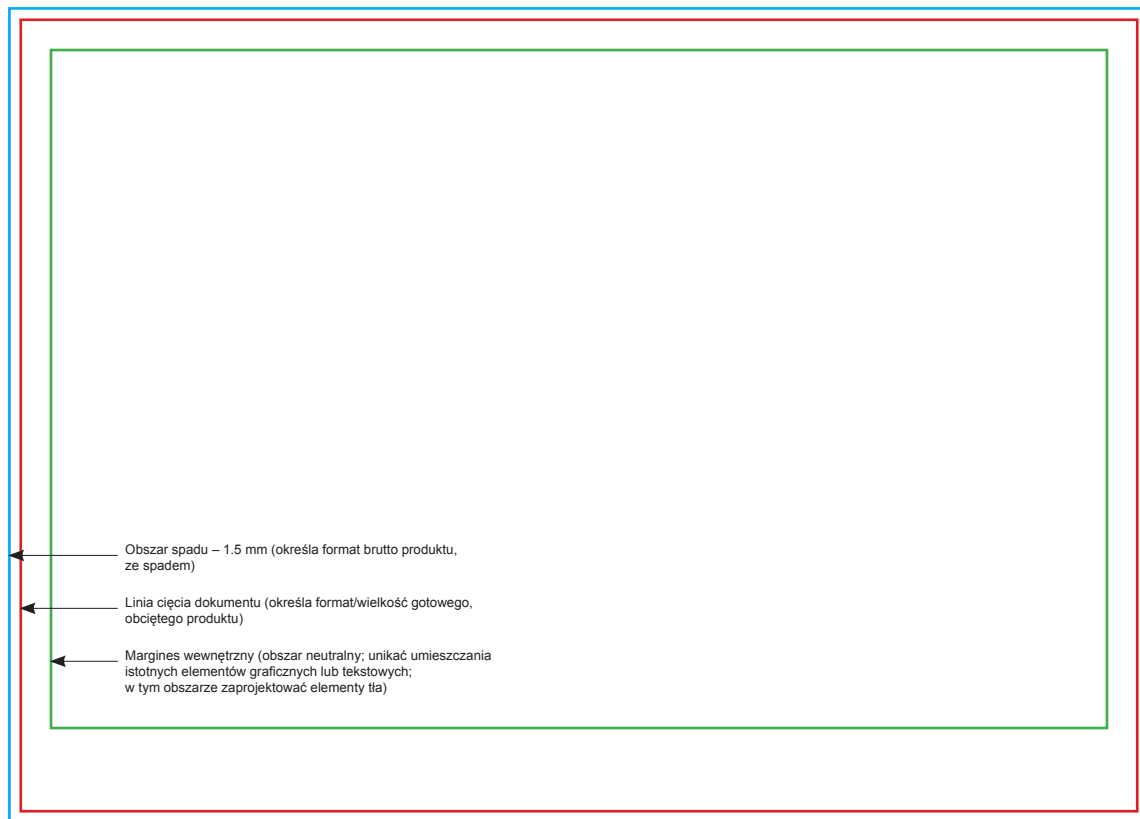 Obszar spadu – 1.5 mm (określa format brutto produktu,
ze spadem)
Linia cięcia dokumentu (określa format/wielkość gotowego,
obciętego produktu)
Margines wewnętrzny (obszar neutralny; unikać umieszczania
istotnych elementów graficznych lub tekstowych;
w tym obszarze zaprojektować elementy tła)